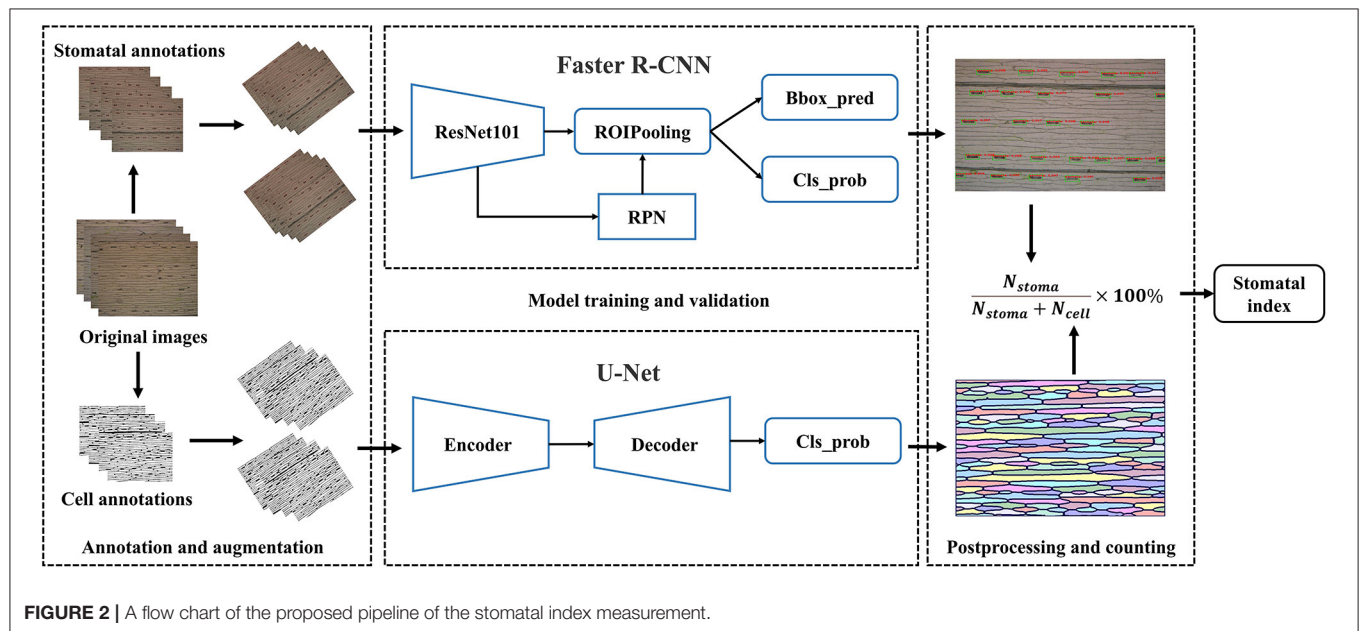 Stomatal annotations
Original images
Cell annotations
Annotation and augmentation
Faster R-CNN
ResNet101
ROIPooling
RPN
Bbox_pred
Cls_prob
Model training and validation
U-Net
Encoder
Decoder
Cls_prob
N_stoma
N_stoma + N_cell × 100%
Postprocessing and counting
Stomatal
index
FIGURE 2 | A flow chart of the proposed pipeline of the stomatal index measurement.